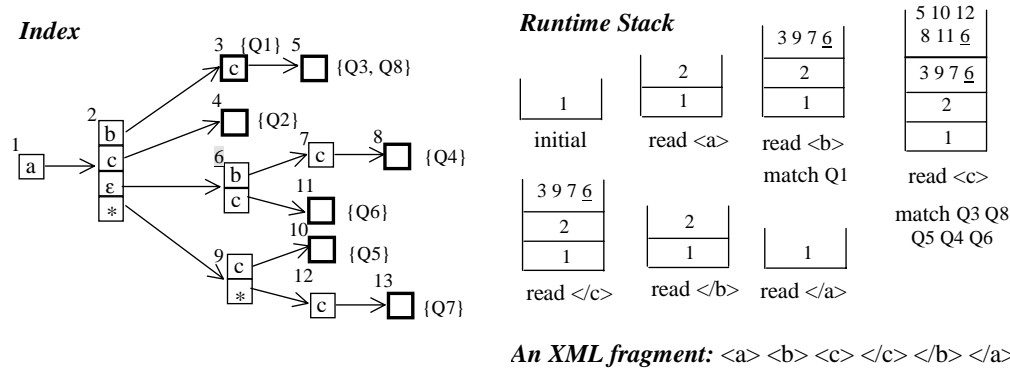 Index
3 {Q1} 5
c {Q3, Q8}
4
2 {Q2}
b
1 c 7 8
a 6 c {Q4}
ε b
* c 11
{Q6}
10
9 c {Q5}
* 12 13
c {Q7}
Runtime Stack
1
initial
2
1
read <a>
3 9 7 6
2
1
read <b>
match Q1
5 10 12
8 11 6
3 9 7 6
2
1
read <c>
match Q3 Q8
Q5 Q4 Q6
3 9 7 6
2
1
read </c>
2
1
read </b>
1
read </a>
An XML fragment: <a> <b> <c> </c> </b> </a>